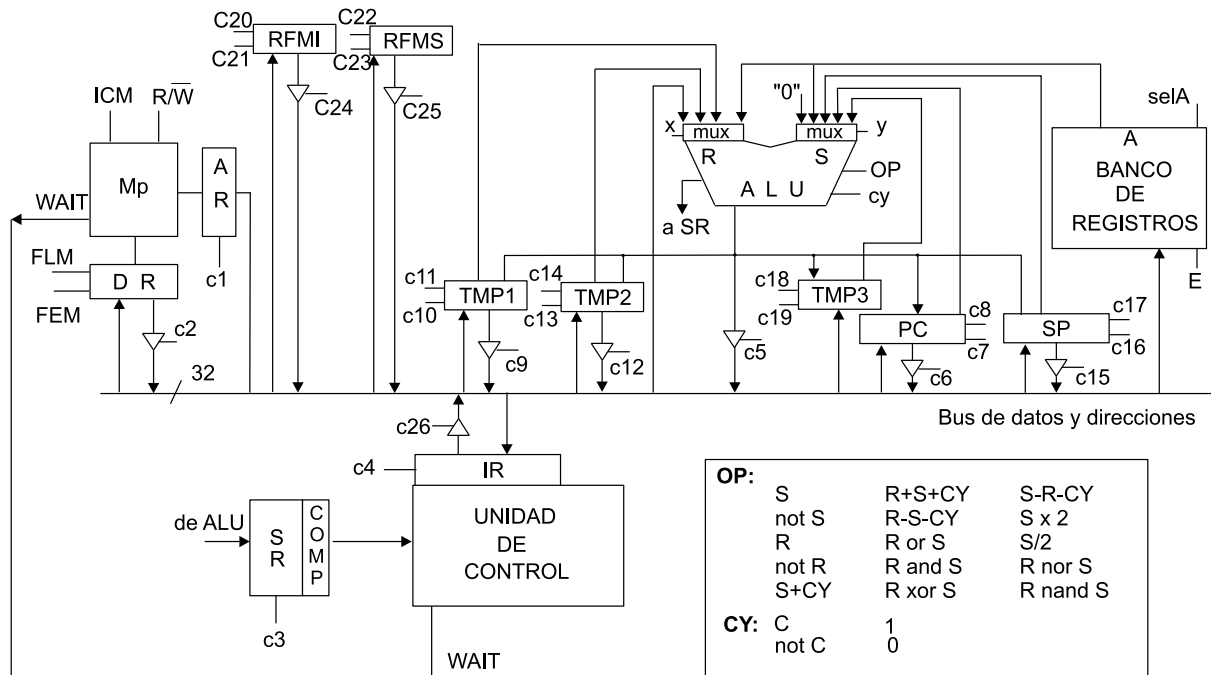 C20
C21
RFMI
C24
C22
C23
RFMS
C25
ICM
R/W̅
Mp
A
R
c1
WAIT
FLM
FEM
D R
c2
32
"0"
x
mux
mux
y
R
S
A L U
OP
cy
a SR
selA
A
BANCO
DE
REGISTROS
E
c11
c10
TMP1
c9
c14
c13
TMP2
c12
c5
c18
c19
TMP3
PC
c8
c7
c6
SP
c17
c16
c15
Bus de datos y direcciones
c26
c4
IR
UNIDAD
DE
CONTROL
de ALU
S
R
C
O
M
P
c3
WAIT
OP:
S R+S+CY S-R-CY
not S R-S-CY S x 2
R R or S S/2
not R R and S R nor S
S+CY R xor S R nand S
CY: C 1
not C 0